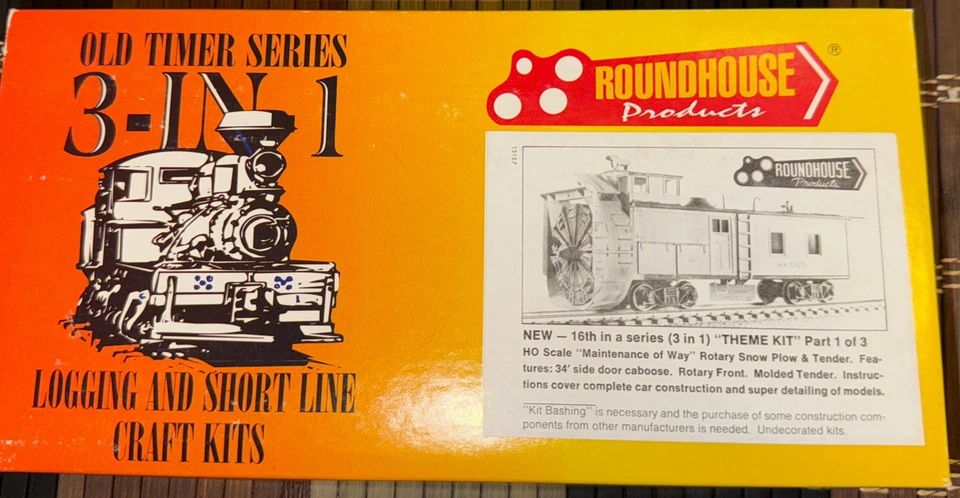 OLD TIMER SERIES
3-IN 1
LOGGING AND SHORT LINE
CRAFT KITS
ROUNDHOUSE ®
Products
15157
ROUNDHOUSE
Products
NEW — 16th in a series (3 in 1) "THEME KIT" Part 1 of 3
HO Scale "Maintenance of Way" Rotary Snow Plow & Tender. Fea-
tures: 34' side door caboose. Rotary Front. Molded Tender. Instruc-
tions cover complete car construction and super detailing of models.
"Kit Bashing" is necessary and the purchase of some construction com-
ponents from other manufacturers is needed. Undecorated kits.